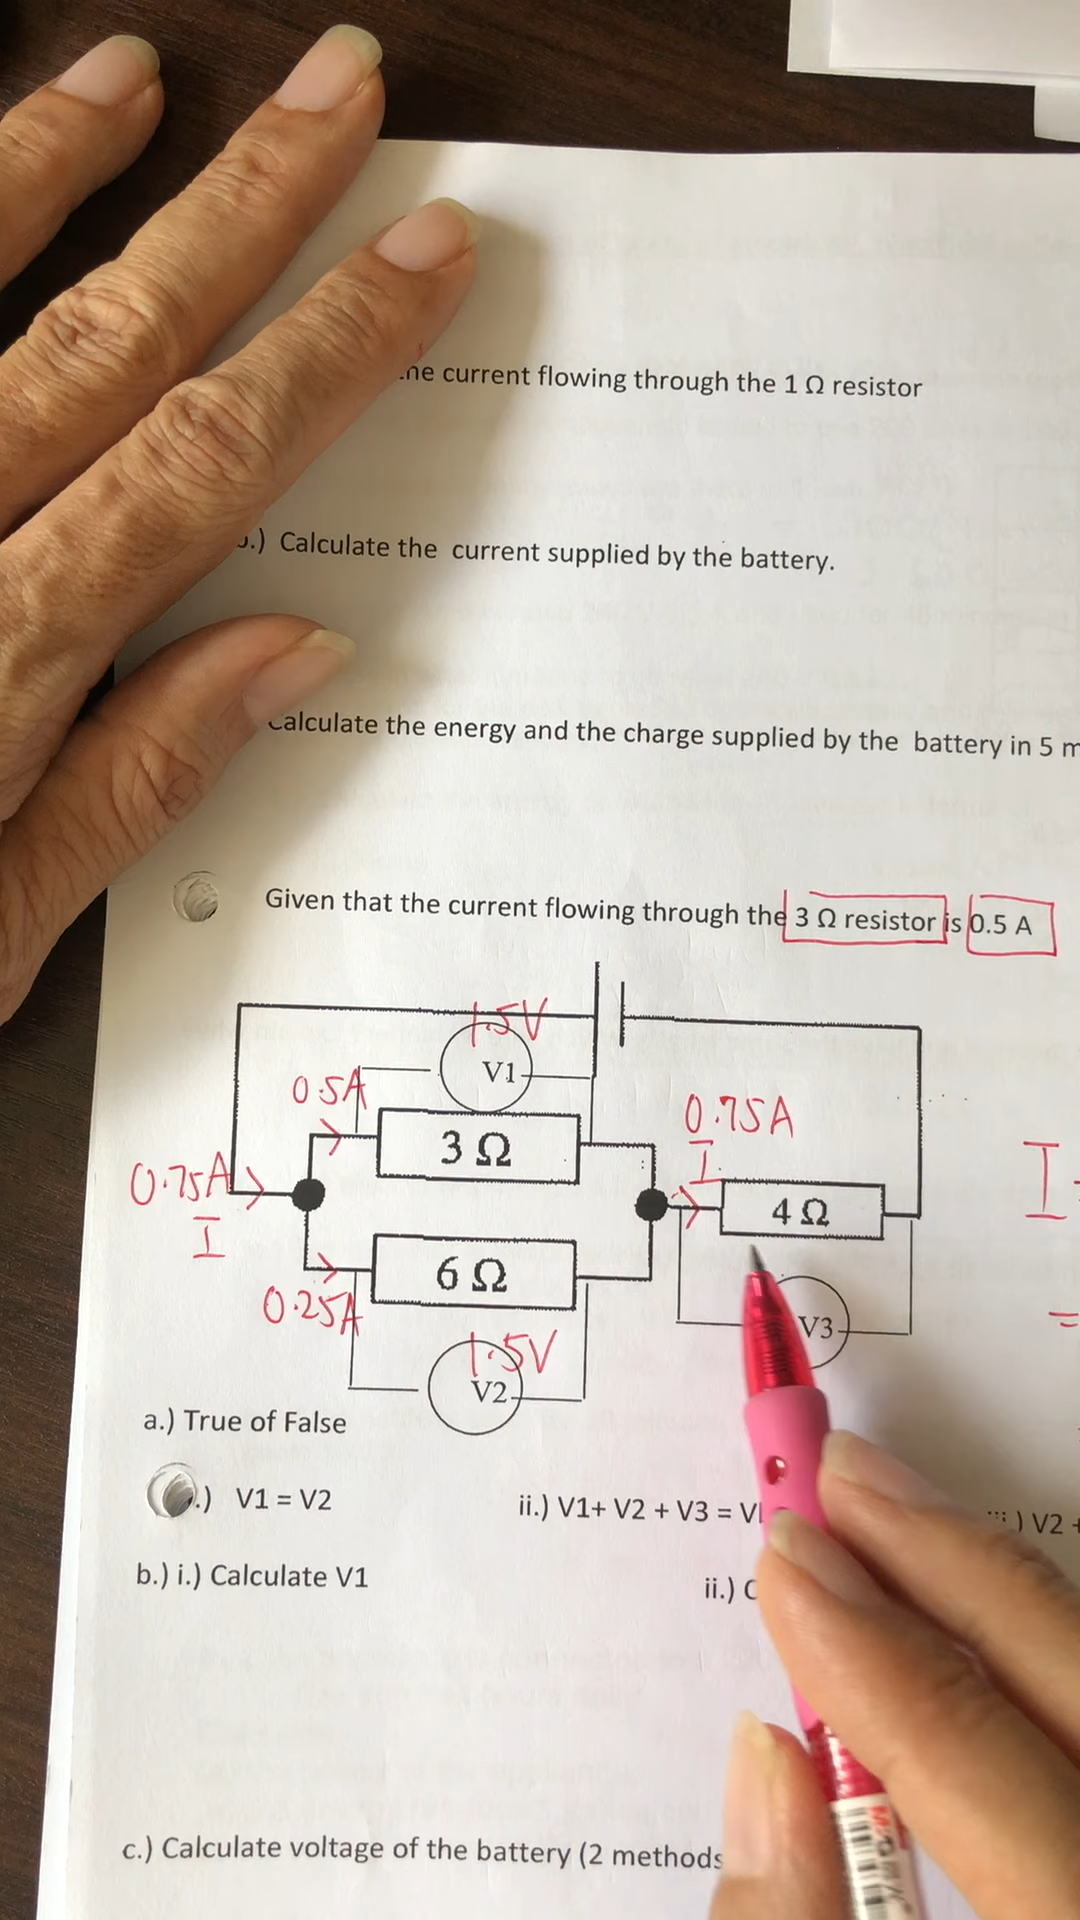 the current flowing through the 1 Ω resistor
.) Calculate the current supplied by the battery.
Calculate the energy and the charge supplied by the battery in 5 m
Given that the current flowing through the 3 Ω resistor is 0.5 A
1.5V
V1
0.5A
3 Ω
0.75A
I
0.75A
I
4 Ω
I
6 Ω
0.25A
V3
=
1.5V
V2
a.) True of False
.) V1 = V2
ii.) V1+ V2 + V3 =
) V2 +
b.) i.) Calculate V1
ii.)
c.) Calculate voltage of the battery (2 methods